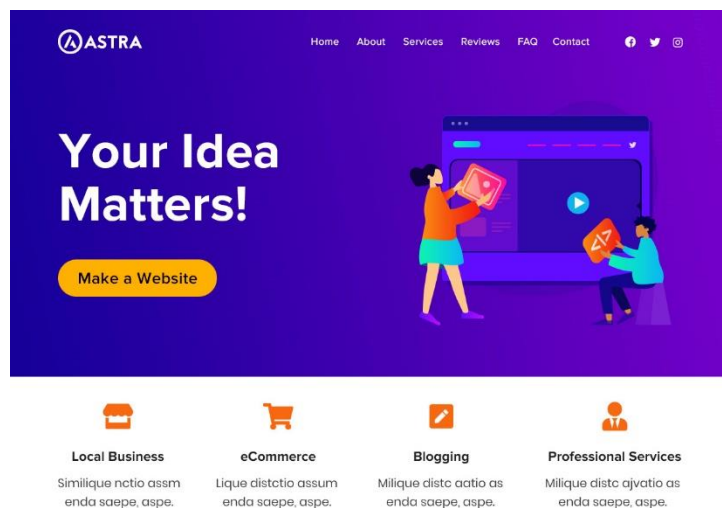 ASTRA
Home About Services Reviews FAQ Contact
Your Idea
Matters!
Make a Website
</>
Local Business
Similique nctio assm
enda saepe, aspe.
eCommerce
Lique distctio assum
enda saepe, aspe.
Blogging
Milique distc aatio as
enda saepe, aspe.
Professional Services
Milique distc ajvatio as
enda saepe, aspe.